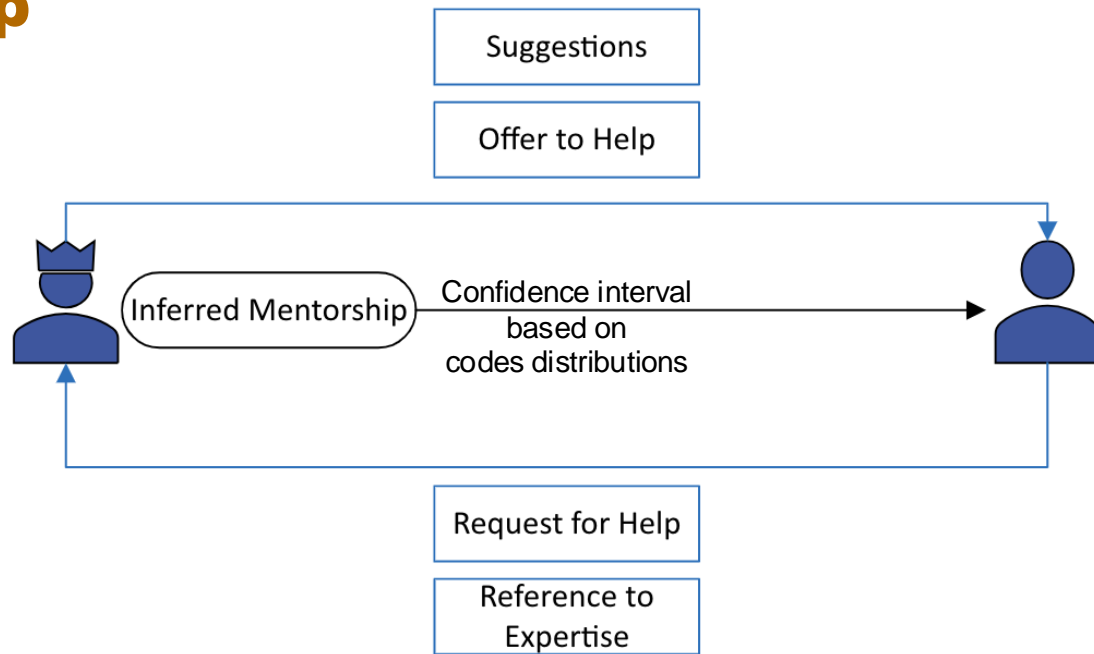 p
Suggestions
Offer to Help
Inferred Mentorship
Confidence interval
based on
codes distributions
Request for Help
Reference to
Expertise